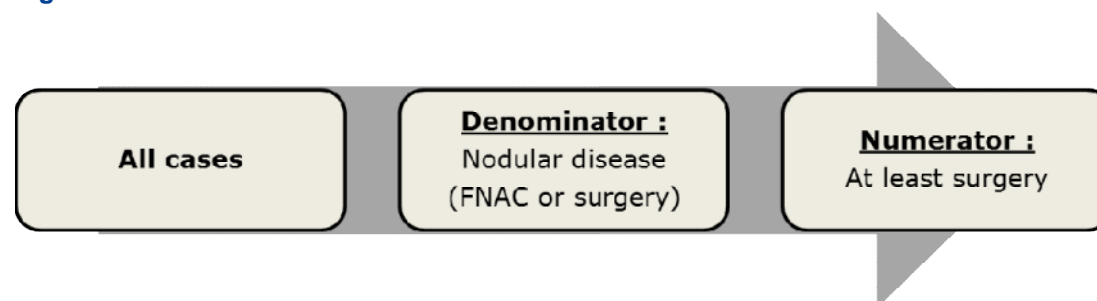 All cases
Denominator :
Nodular disease
(FNAC or surgery)
Numerator :
At least surgery